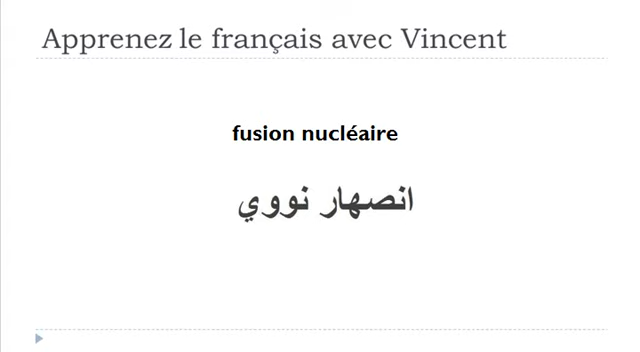 Apprenez le français avec Vincent
fusion nucléaire
انصهار نووي